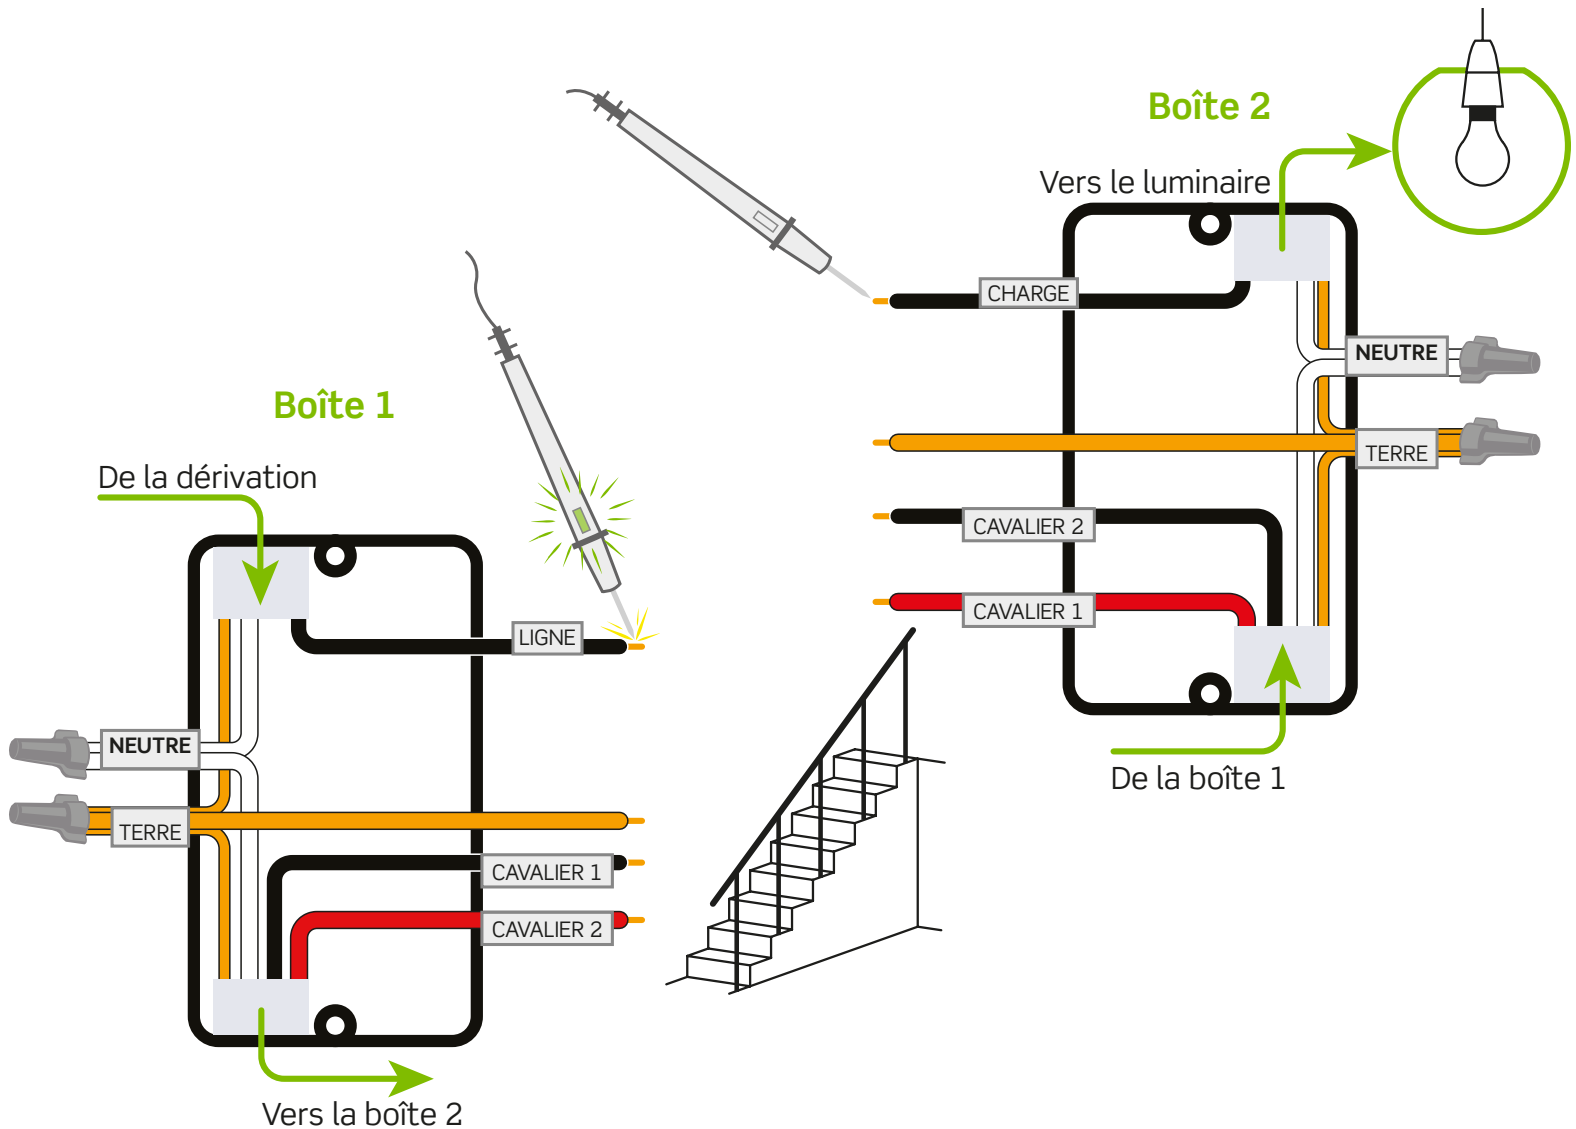 Boîte 1
De la dérivation
LIGNE
NEUTRE
TERRE
CAVALIER 1
CAVALIER 2
Vers la boîte 2
Boîte 2
Vers le luminaire
CHARGE
NEUTRE
TERRE
CAVALIER 2
CAVALIER 1
De la boîte 1